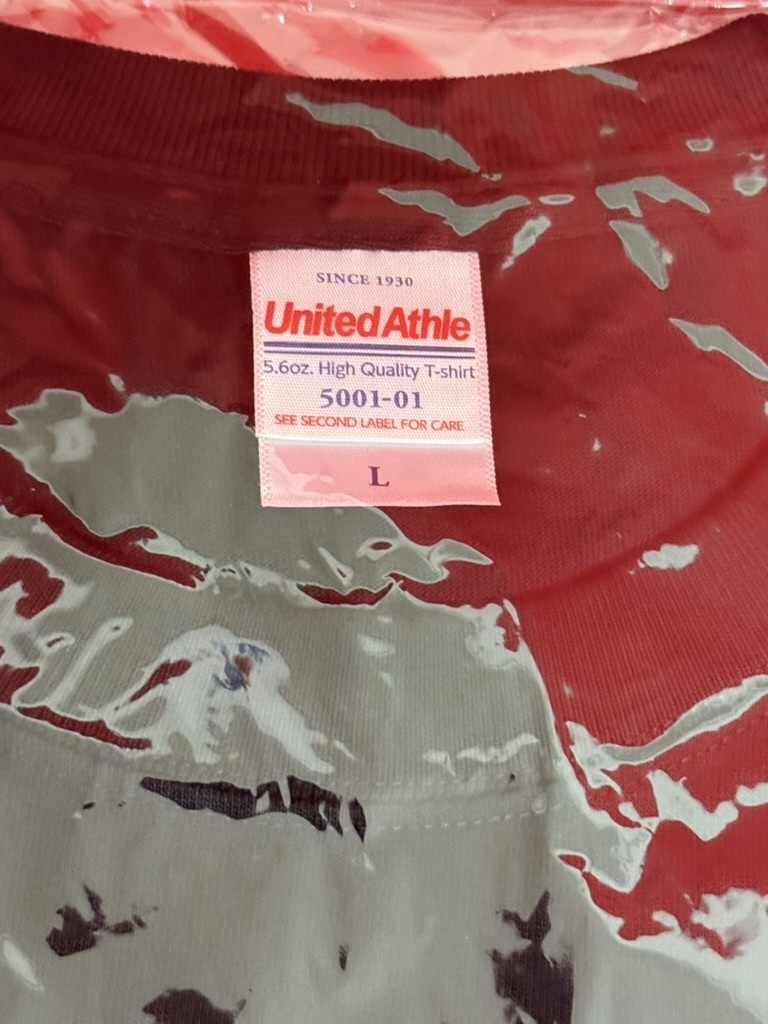 SINCE 1930
United Athle
5.6oz. High Quality T-shirt
5001-01
SEE SECOND LABEL FOR CARE
L